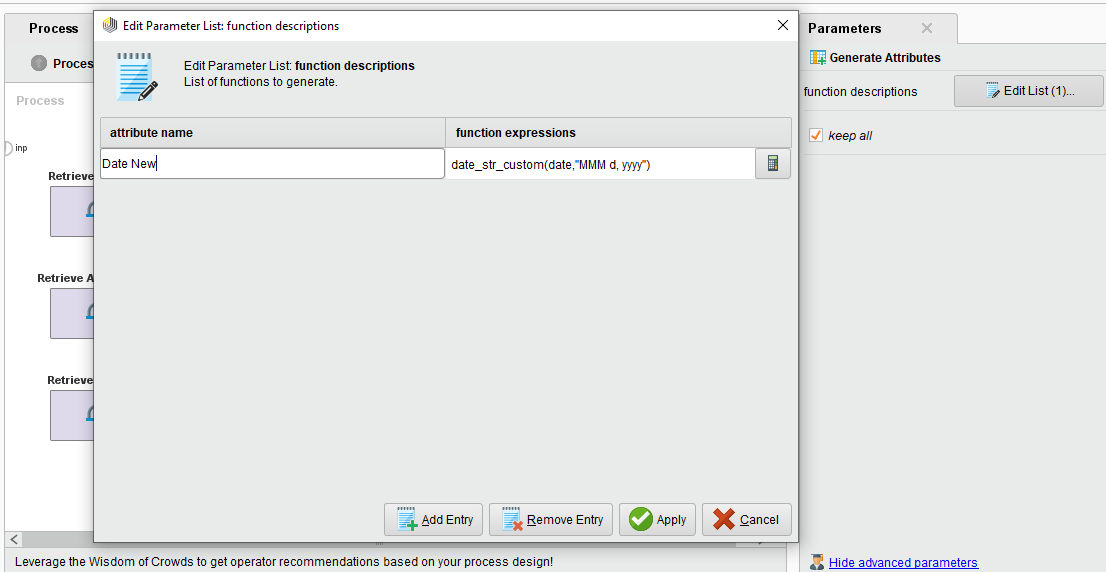 Process
Edit Parameter List: function descriptions
Parameters
Proces
Edit Parameter List: function descriptions
List of functions to generate.
Generate Attributes
function descriptions
Edit List (1)...
Process
attribute name
function expressions
keep all
inp
Date New
date_str_custom(date,"MMM d, yyyy")
Retrieve
Retrieve A
Retrieve
Add Entry
Remove Entry
Apply
Cancel
Leverage the Wisdom of Crowds to get operator recommendations based on your process design!
Hide advanced parameters